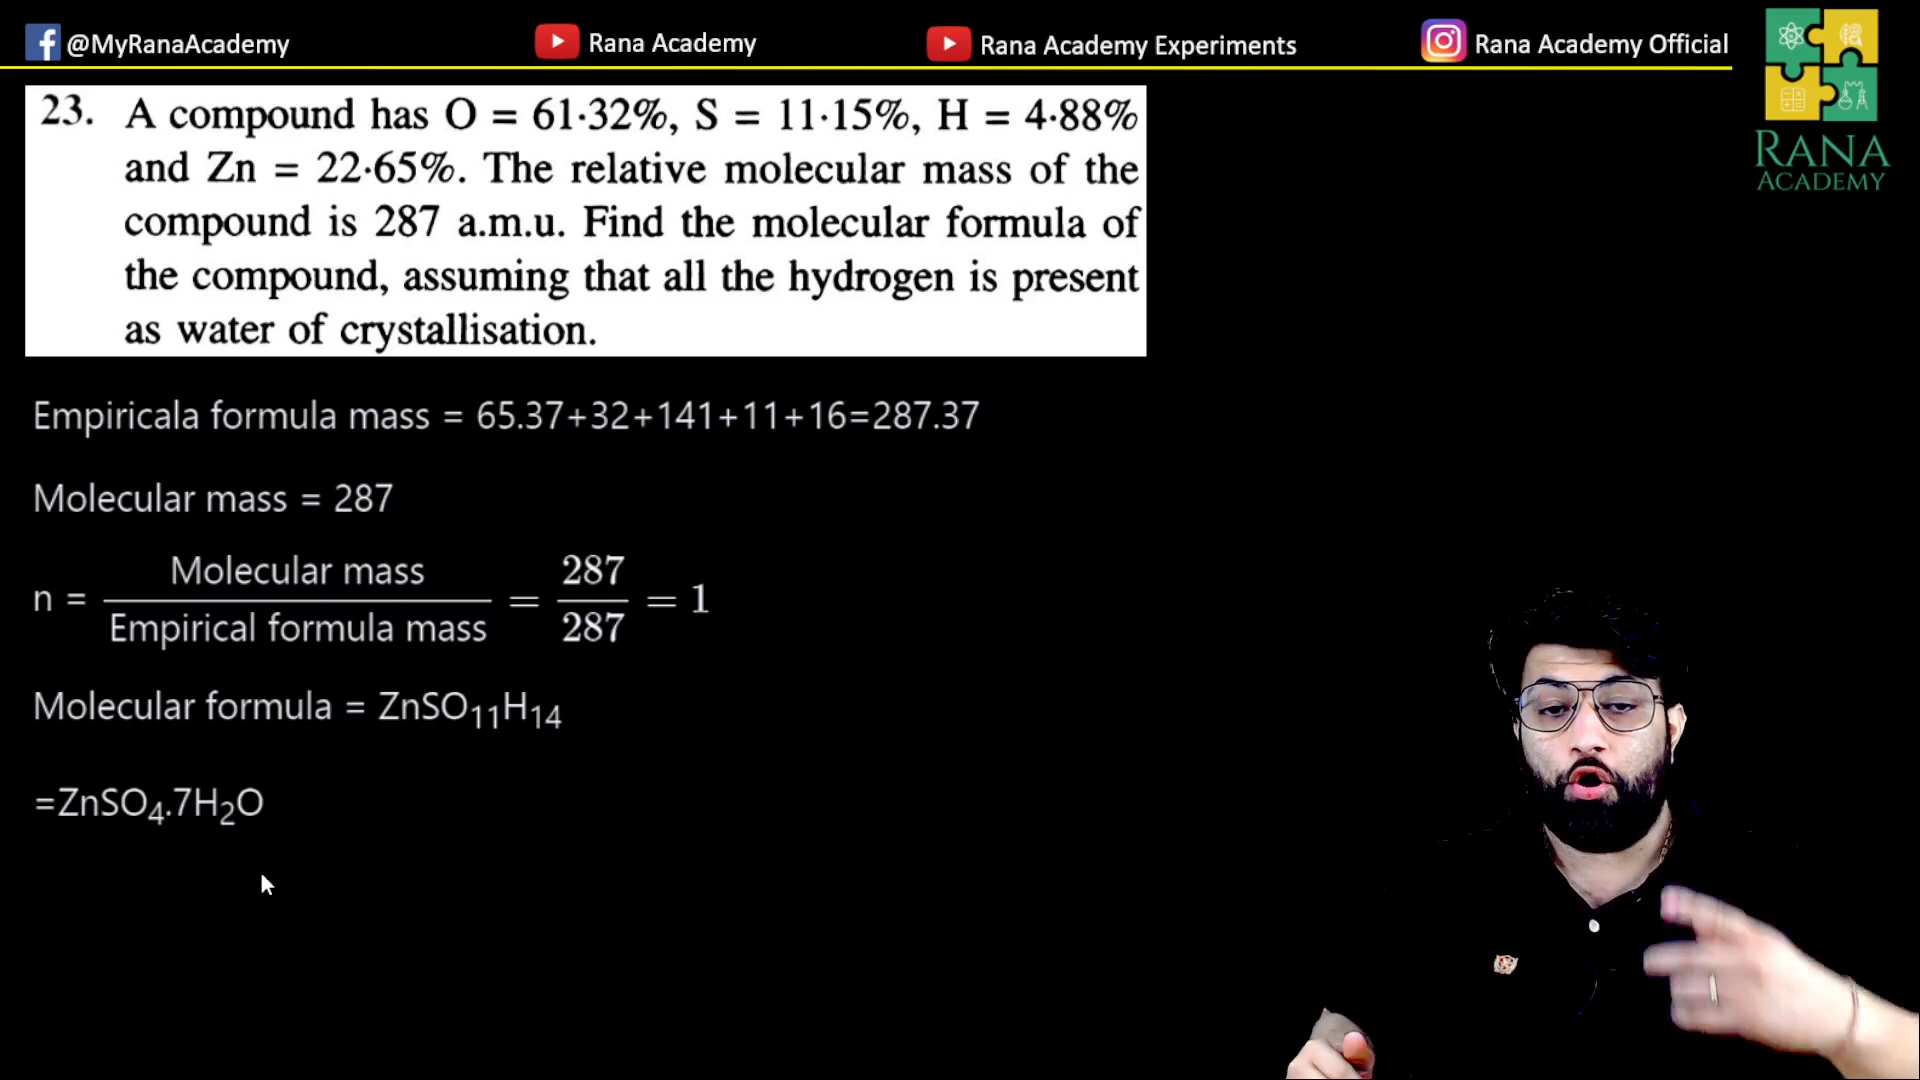 @MyRanaAcademy
Rana Academy
Rana Academy Experiments
Rana Academy Official
RANA
ACADEMY
23. A compound has O = 61·32%, S = 11·15%, H = 4·88%
and Zn = 22·65%. The relative molecular mass of the
compound is 287 a.m.u. Find the molecular formula of
the compound, assuming that all the hydrogen is present
as water of crystallisation.
Empiricala formula mass = 65.37+32+141+11+16=287.37
Molecular mass = 287
n = Molecular mass / Empirical formula mass = 287 / 287 = 1
Molecular formula = ZnSO₁₁H₁₄
=ZnSO₄.7H₂O